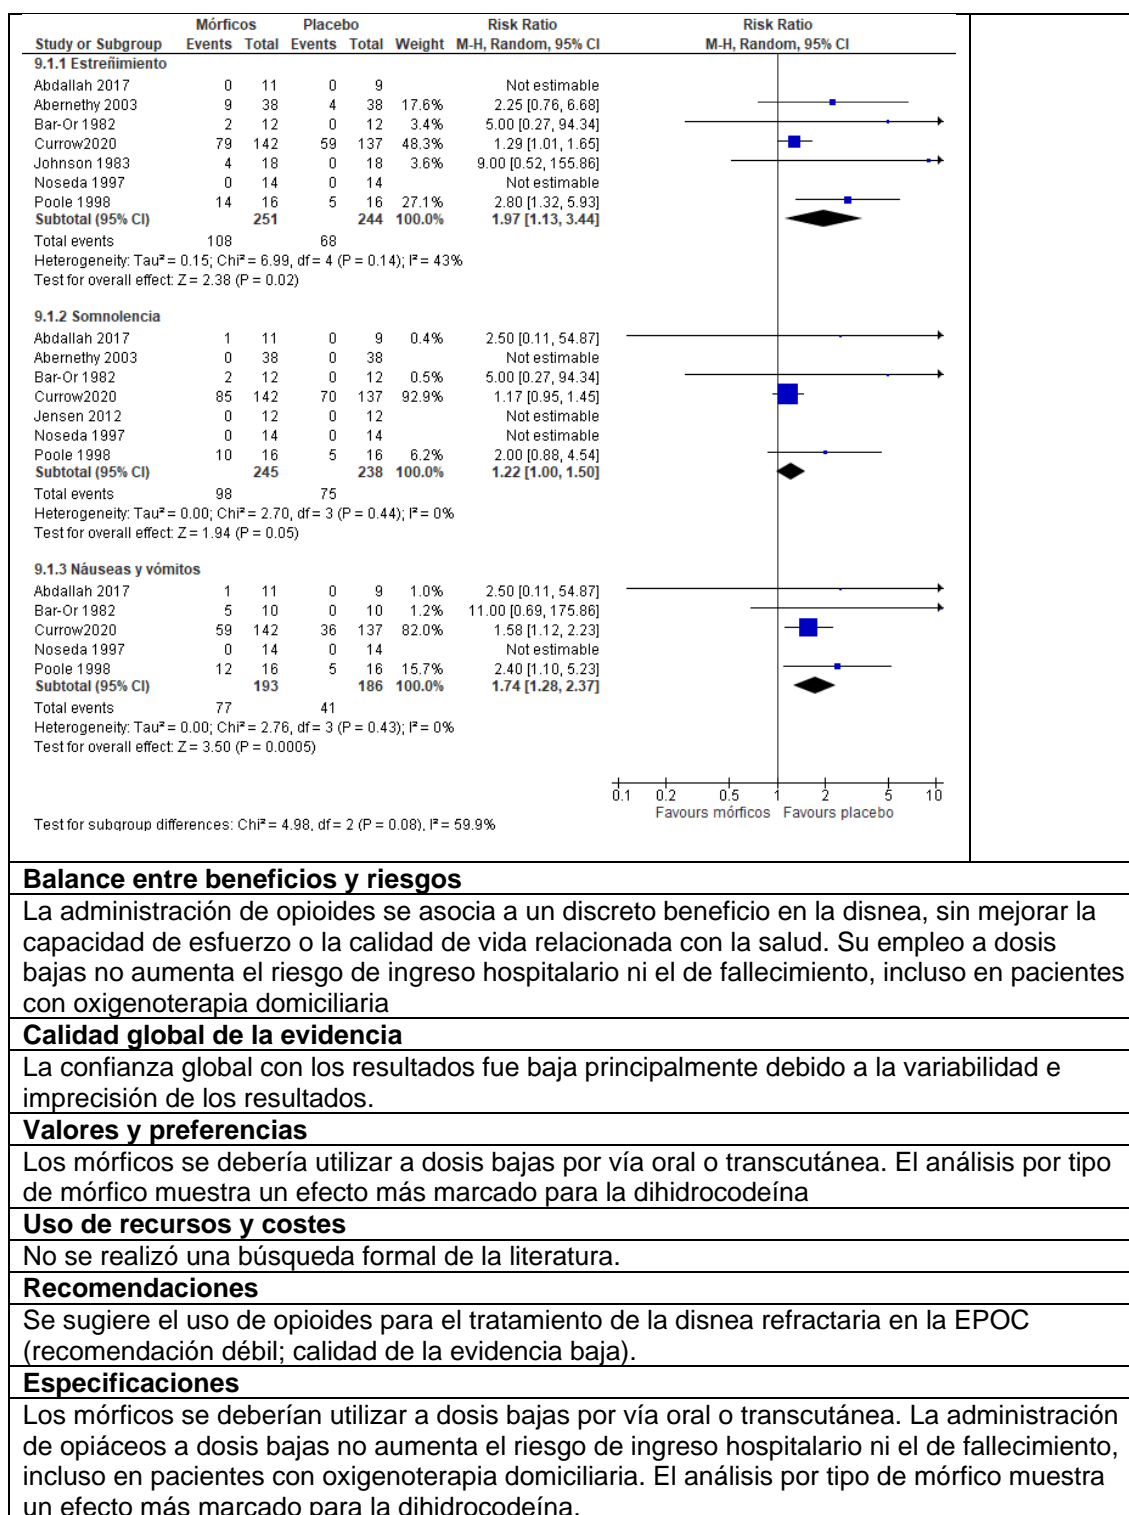 Mórficos Placebo Risk Ratio Risk Ratio
Study or Subgroup Events Total Events Total Weight M-H, Random, 95% CI M-H, Random, 95% CI
9.1.1 Estreñimiento
Abdallah 2017 0 11 0 9 Not estimable
Abernethy 2003 9 38 4 38 17.6% 2.25 [0.76, 6.68]
Bar-Or 1982 2 12 0 12 3.4% 5.00 [0.27, 94.34]
Currow2020 79 142 59 137 48.3% 1.29 [1.01, 1.65]
Johnson 1983 4 18 0 18 3.6% 9.00 [0.52, 155.86]
Noseda 1997 0 14 0 14 Not estimable
Poole 1998 14 16 5 16 27.1% 2.80 [1.32, 5.93]
Subtotal (95% CI) 251 244 100.0% 1.97 [1.13, 3.44]
Total events 108 68
Heterogeneity: Tau² = 0.15; Chi² = 6.99, df = 4 (P = 0.14); I² = 43%
Test for overall effect: Z = 2.38 (P = 0.02)
9.1.2 Somnolencia
Abdallah 2017 1 11 0 9 0.4% 2.50 [0.11, 54.87]
Abernethy 2003 0 38 0 38 Not estimable
Bar-Or 1982 2 12 0 12 0.5% 5.00 [0.27, 94.34]
Currow2020 85 142 70 137 92.9% 1.17 [0.95, 1.45]
Jensen 2012 0 12 0 12 Not estimable
Noseda 1997 0 14 0 14 Not estimable
Poole 1998 10 16 5 16 6.2% 2.00 [0.88, 4.54]
Subtotal (95% CI) 245 238 100.0% 1.22 [1.00, 1.50]
Total events 98 75
Heterogeneity: Tau² = 0.00; Chi² = 2.70, df = 3 (P = 0.44); I² = 0%
Test for overall effect: Z = 1.94 (P = 0.05)
9.1.3 Náuseas y vómitos
Abdallah 2017 1 11 0 9 1.0% 2.50 [0.11, 54.87]
Bar-Or 1982 5 10 0 10 1.2% 11.00 [0.69, 175.86]
Currow2020 59 142 36 137 82.0% 1.58 [1.12, 2.23]
Noseda 1997 0 14 0 14 Not estimable
Poole 1998 12 16 5 16 15.7% 2.40 [1.10, 5.23]
Subtotal (95% CI) 193 186 100.0% 1.74 [1.28, 2.37]
Total events 77 41
Heterogeneity: Tau² = 0.00; Chi² = 2.76, df = 3 (P = 0.43); I² = 0%
Test for overall effect: Z = 3.50 (P = 0.0005)
0.1 0.2 0.5 1 2 5 10
Favours mórficos Favours placebo
Test for subgroup differences: Chi² = 4.98, df = 2 (P = 0.08), I² = 59.9%
Balance entre beneficios y riesgos
La administración de opioides se asocia a un discreto beneficio en la disnea, sin mejorar la
capacidad de esfuerzo o la calidad de vida relacionada con la salud. Su empleo a dosis
bajas no aumenta el riesgo de ingreso hospitalario ni el de fallecimiento, incluso en pacientes
con oxigenoterapia domiciliaria
Calidad global de la evidencia
La confianza global con los resultados fue baja principalmente debido a la variabilidad e
imprecisión de los resultados.
Valores y preferencias
Los mórficos se debería utilizar a dosis bajas por vía oral o transcutánea. El análisis por tipo
de mórfico muestra un efecto más marcado para la dihidrocodeína
Uso de recursos y costes
No se realizó una búsqueda formal de la literatura.
Recomendaciones
Se sugiere el uso de opioides para el tratamiento de la disnea refractaria en la EPOC
(recomendación débil; calidad de la evidencia baja).
Especificaciones
Los mórficos se deberían utilizar a dosis bajas por vía oral o transcutánea. La administración
de opiáceos a dosis bajas no aumenta el riesgo de ingreso hospitalario ni el de fallecimiento,
incluso en pacientes con oxigenoterapia domiciliaria. El análisis por tipo de mórfico muestra
un efecto más marcado para la dihidrocodeína.